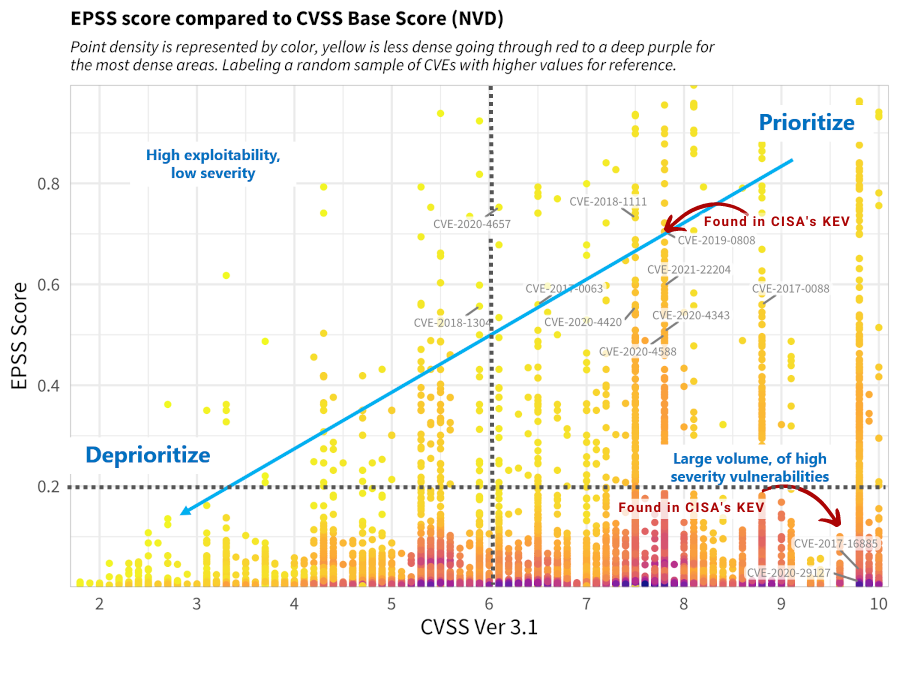 EPSS score compared to CVSS Base Score (NVD)
Point density is represented by color, yellow is less dense going through red to a deep purple for
the most dense areas. Labeling a random sample of CVEs with higher values for reference.
Prioritize
High exploitability,
low severity
0.8
CVE-2018-1111
CVE-2020-4657
Found in CISA's KEV
CVE-2019-0808
CVE-2021-22204
0.6
CVE-2017-0063
CVE-2017-0088
CVE-2018-1304
CVE-2020-4420
CVE-2020-4343
CVE-2020-4588
EPSS Score
0.4
Deprioritize
Large volume, of high
severity vulnerabilities
0.2
Found in CISA's KEV
CVE-2017-16885
CVE-2020-29127
2 3 4 5 6 7 8 9 10
CVSS Ver 3.1